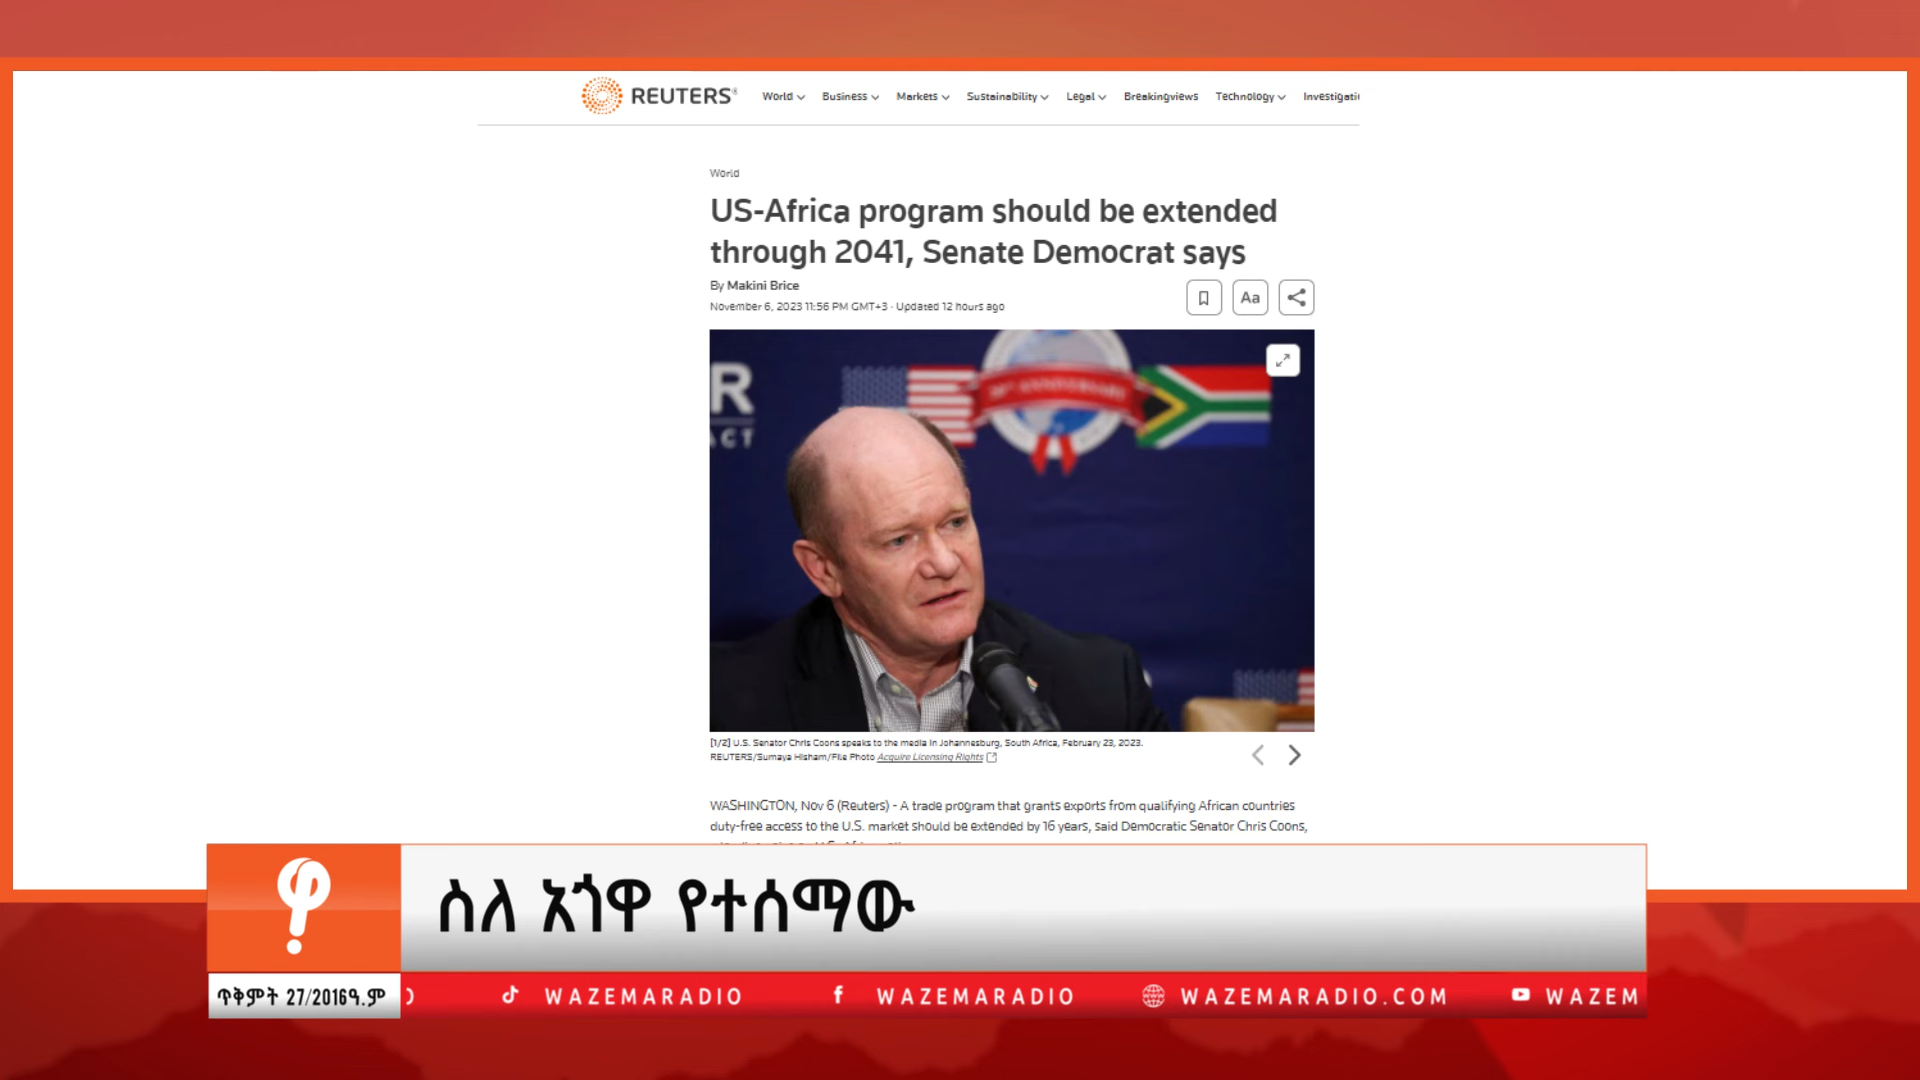 REUTERS®
World Business Markets Sustainability Legal Breakingviews Technology
World
US-Africa program should be extended
through 2041, Senate Democrat says
By Makini Brice
November 6, 2023 11:56 PM GMT+3 · Updated 12 hours ago
Aa
R
ACT
[1/2] U.S. Senator Chris Coons speaks to the media in Johannesburg, South Africa, February 23, 2023.
REUTERS/Sumaya Hisham/File Photo Acquire Licensing Rights
WASHINGTON, Nov 6 (Reuters) - A trade program that grants exports from qualifying African countries
duty-free access to the U.S. market should be extended by 16 years, said Democratic Senator Chris Coons,
ስለ አጎዋ የተሰማው
ጥቅምት 27/2016ዓ.ም
WAZEMARADIO WAZEMARADIO WAZEMARADIO.COM WAZEM